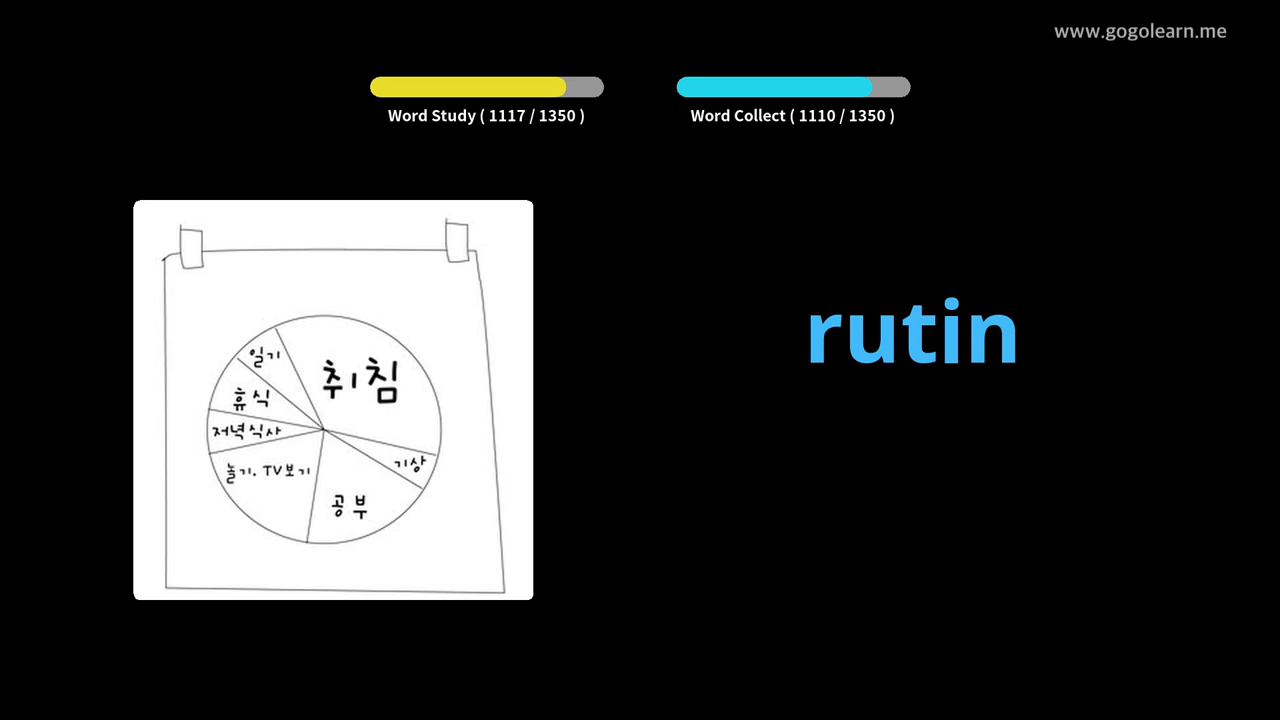 www.gogolearn.me
Word Study ( 1117 / 1350 )
Word Collect ( 1110 / 1350 )
일기
취침
휴식
저녁식사
기상
놀기. TV보기
공부
rutin